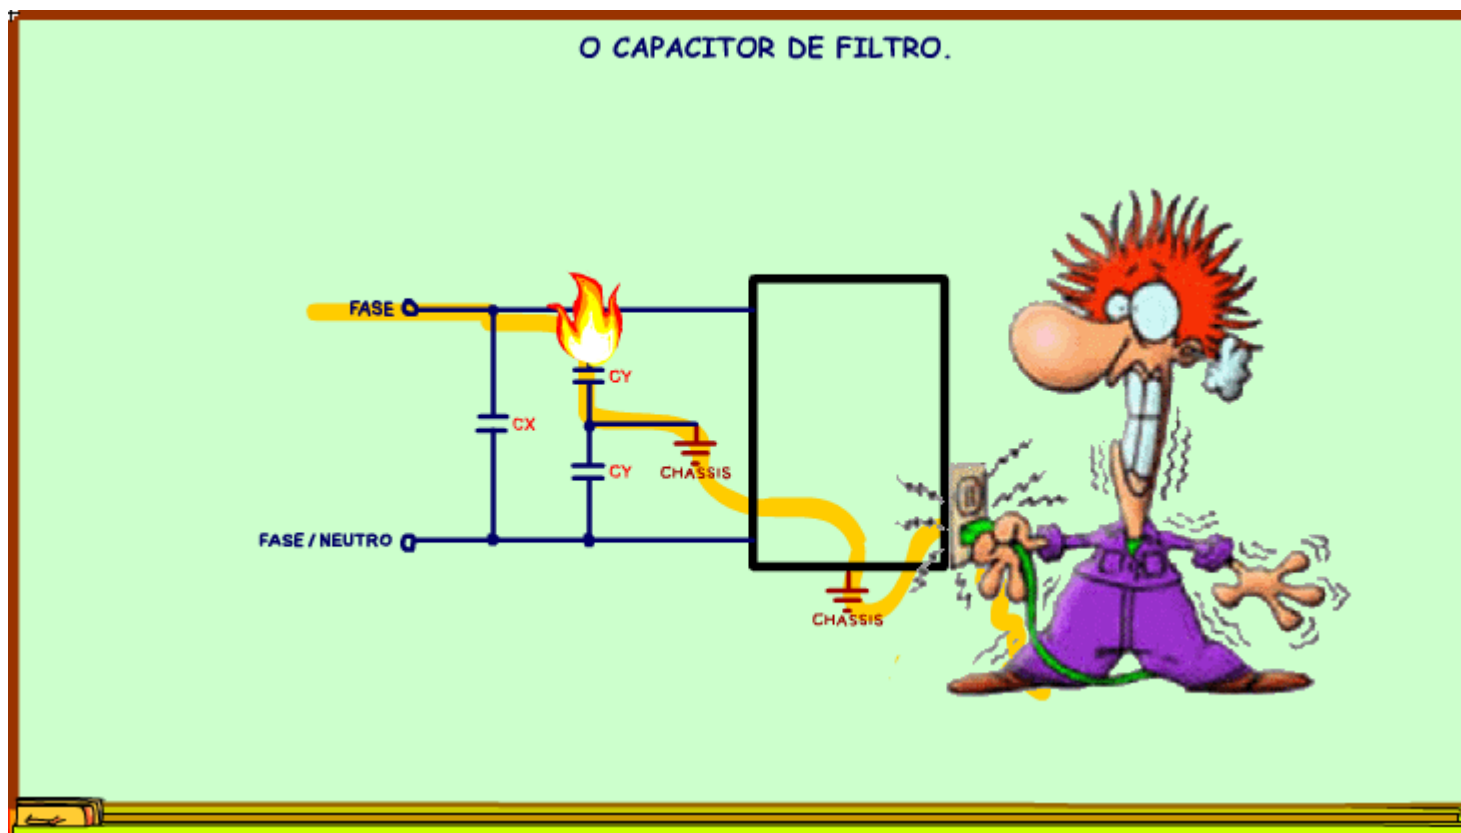 O CAPACITOR DE FILTRO.
FASE
CY
CX
CY
CHASSIS
FASE / NEUTRO
CHASSIS